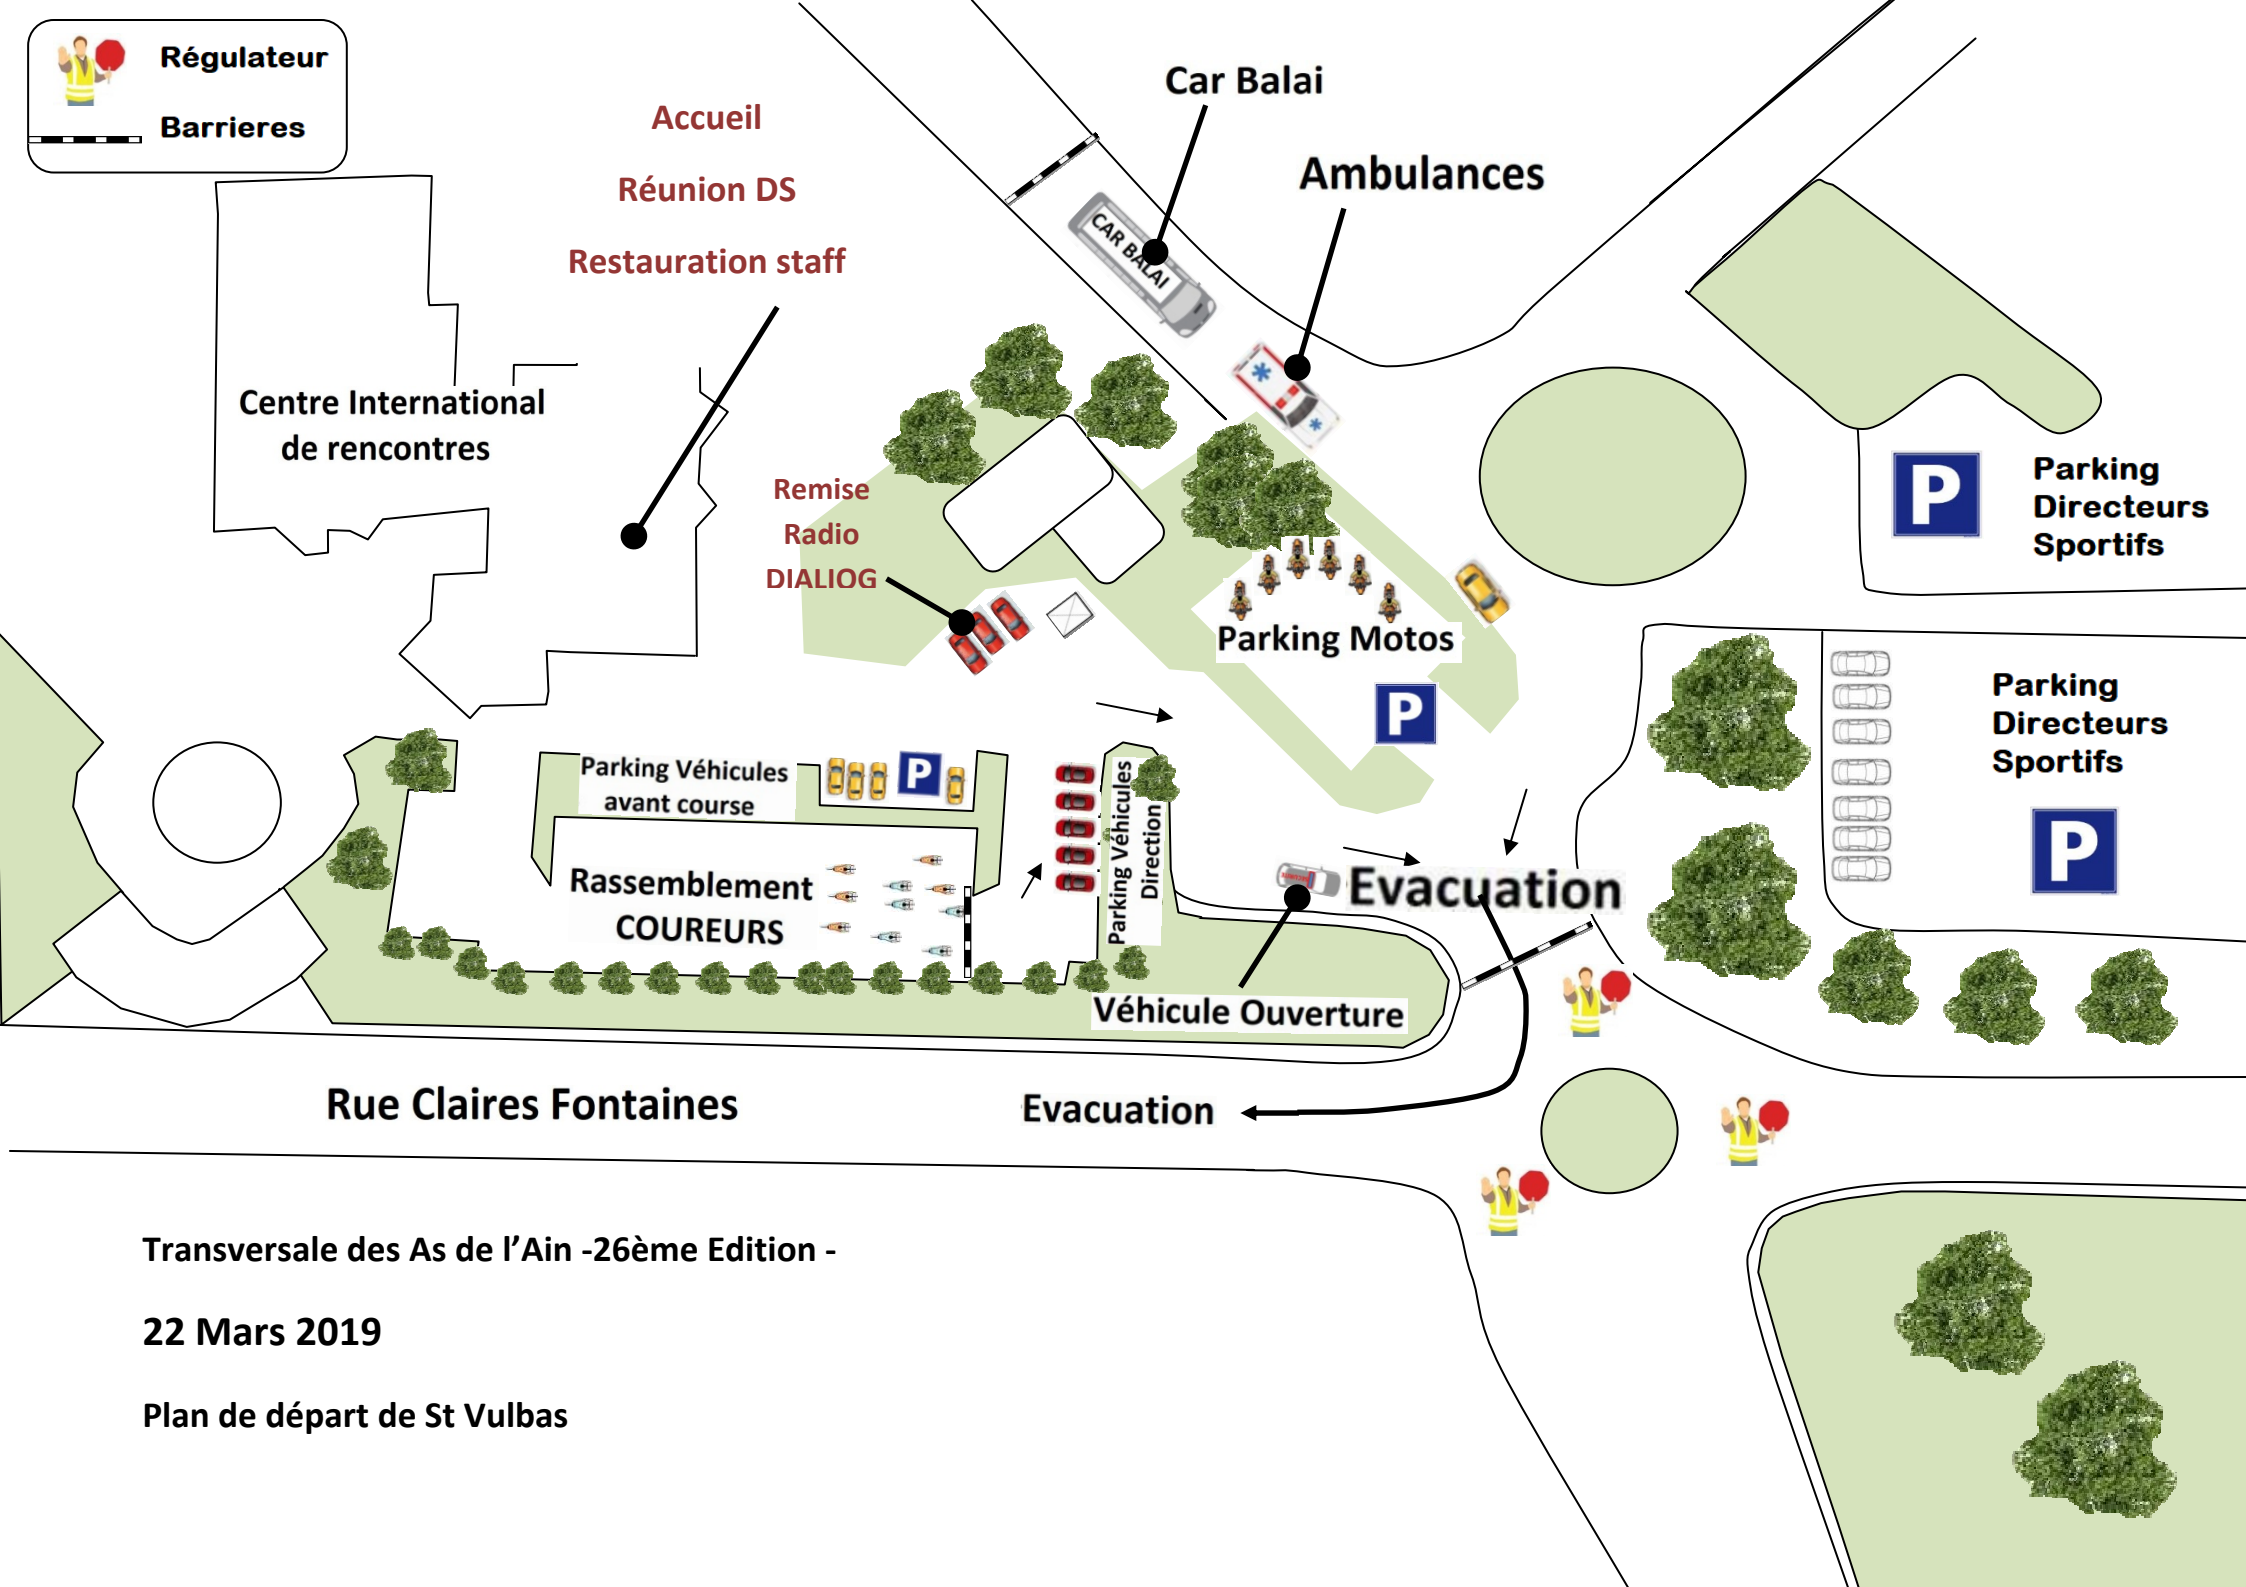 Régulateur
Barrieres
Car Balai
Accueil
Réunion DS
Restauration staff
Ambulances
CAR BALAI
Centre International
de rencontres
Remise
Radio
DIALIOG
P
Parking
Directeurs
Sportifs
Parking Motos
P
Parking
Directeurs
Sportifs
P
Parking Véhicules
avant course
P
Parking Véhicules
Direction
Rassemblement
COUREURS
Evacuation
Véhicule Ouverture
Rue Claires Fontaines
Evacuation
Transversale des As de l’Ain -26ème Edition -
22 Mars 2019
Plan de départ de St Vulbas